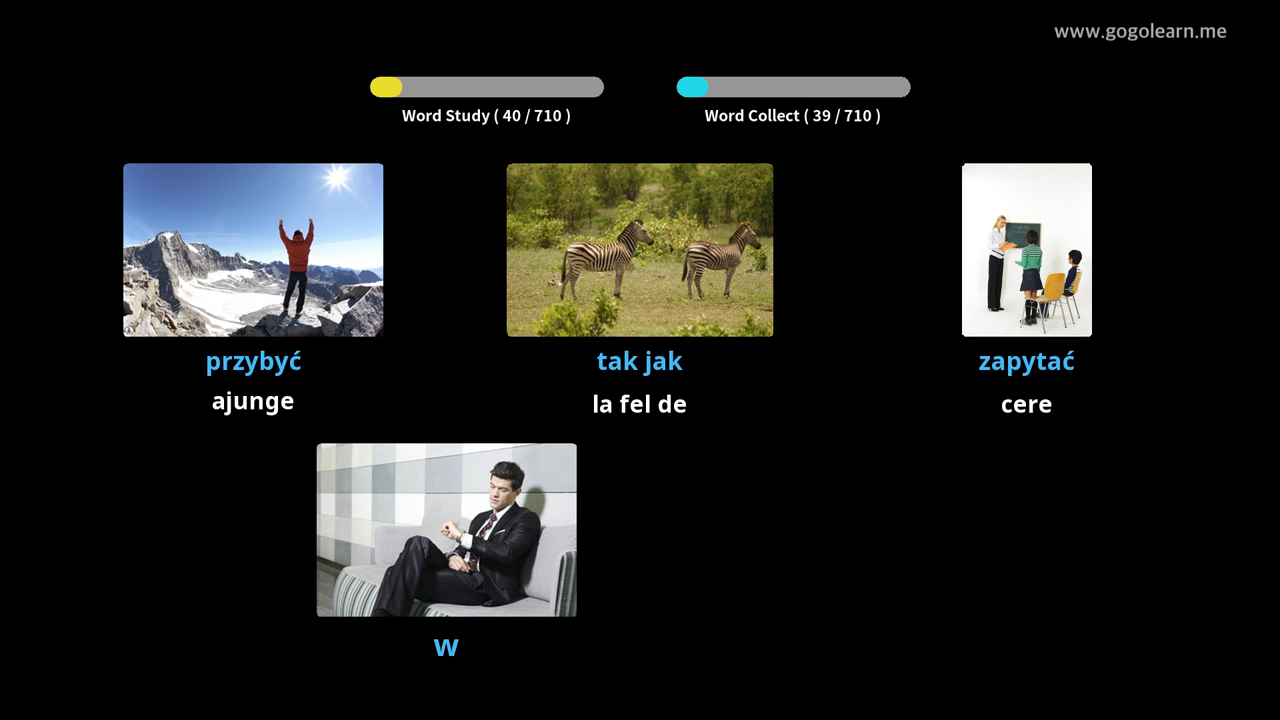 www.gogolearn.me
Word Study ( 40 / 710 )
Word Collect ( 39 / 710 )
przybyć
tak jak
zapytać
ajunge
la fel de
cere
w